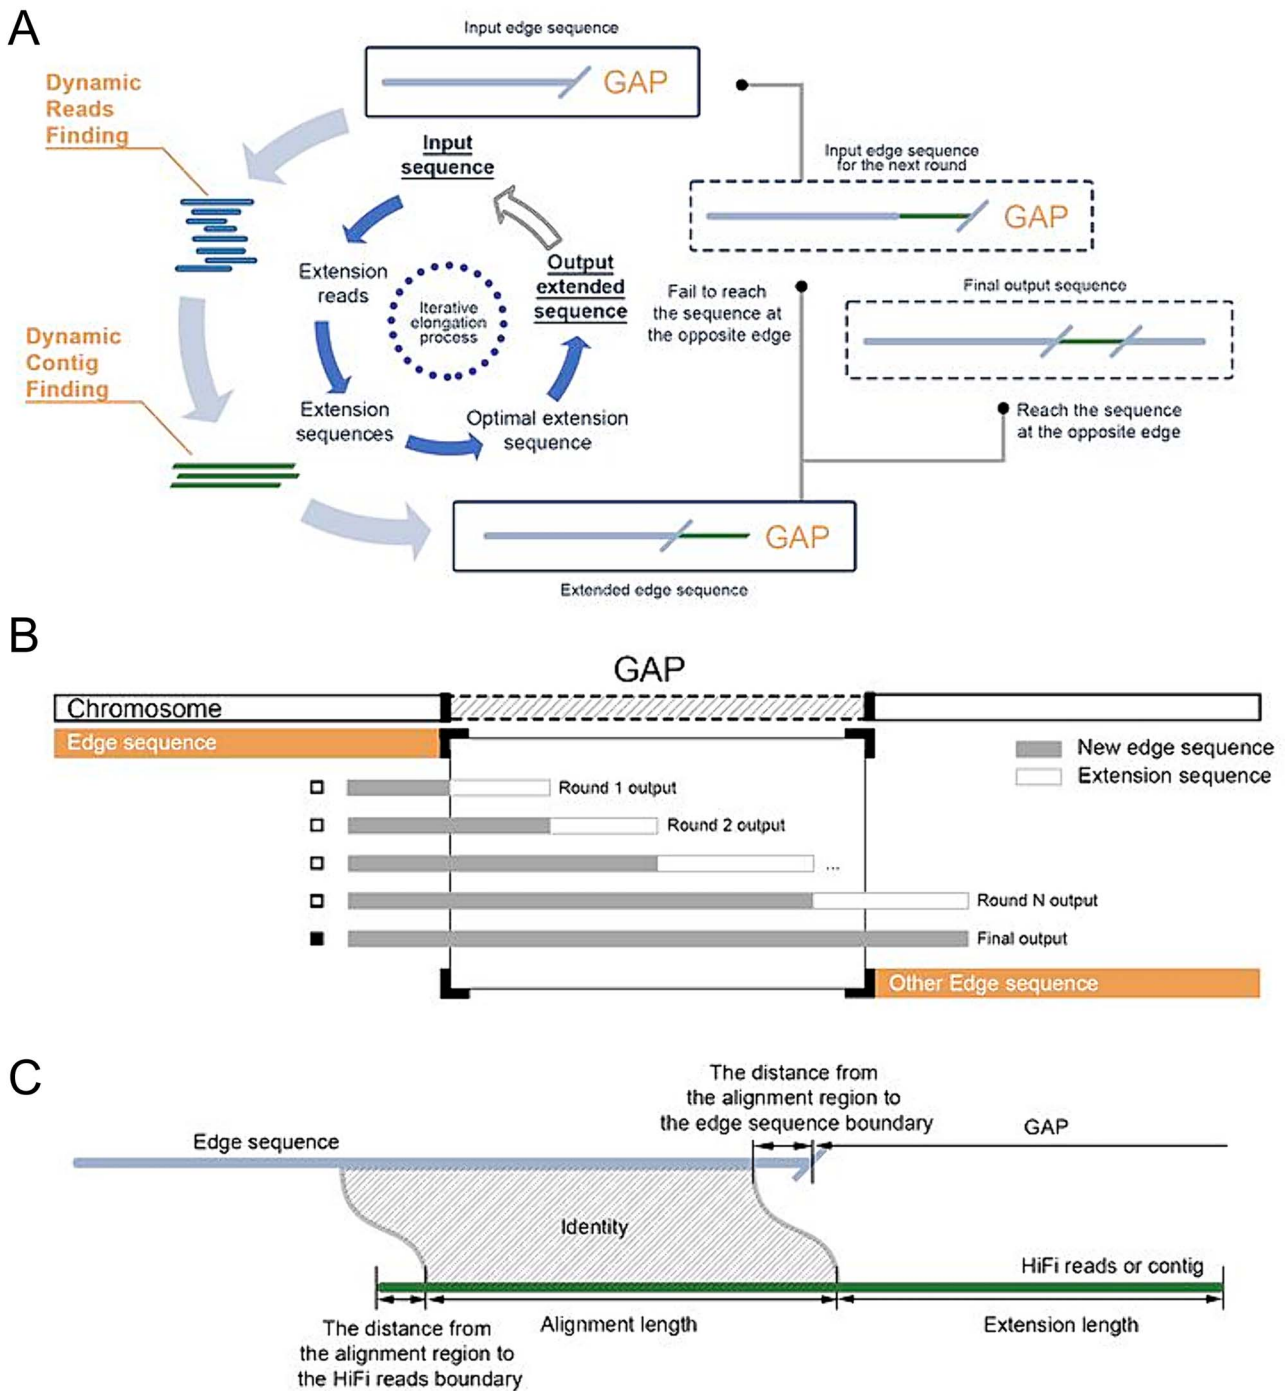 A
Input edge sequence
GAP
Dynamic
Reads
Finding
Input
sequence
Input edge sequence
for the next round
GAP
Extension
reads
Iterative
elongation
process
Output
extended
sequence
Fail to reach
the sequence at
the opposite edge
Final output sequence
Dynamic
Contig
Finding
Extension
sequences
Optimal extension
sequence
Reach the sequence
at the opposite edge
GAP
Extended edge sequence
B
GAP
Chromosome
Edge sequence
New edge sequence
Extension sequence
Round 1 output
Round 2 output
...
Round N output
Final output
Other Edge sequence
C
The distance from
the alignment region to
the edge sequence boundary
GAP
Edge sequence
Identity
HiFi reads or contig
The distance from
the alignment region to
the HiFi reads boundary
Alignment length
Extension length